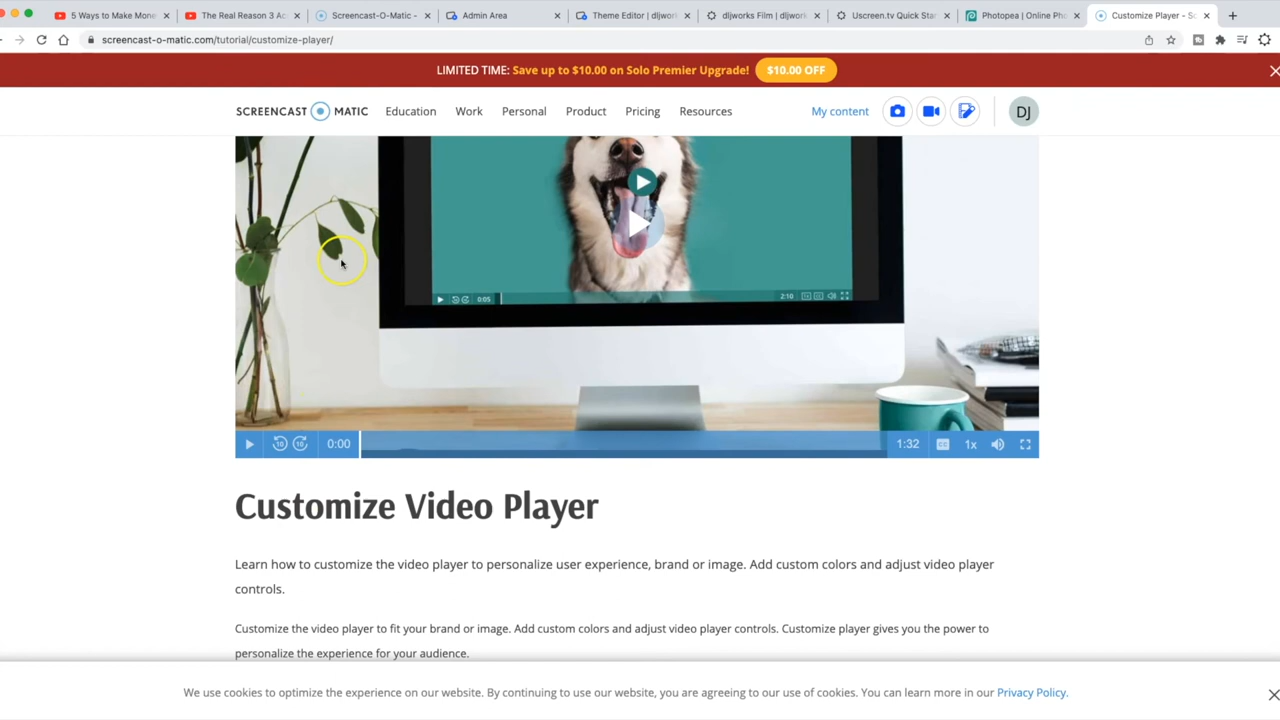 5 Ways to Make Mone
The Real Reason 3 Ac
Screencast-O-Matic -
Admin Area
Theme Editor | dljwor
dljworks Film | dljwork
Uscreen.tv Quick Star
Photopea | Online Ph
Customize Player - Sc
screencast-o-matic.com/tutorial/customize-player/
LIMITED TIME: Save up to $10.00 on Solo Premier Upgrade! $10.00 OFF
SCREENCAST MATIC Education Work Personal Product Pricing Resources My content DJ
0:05 2:10
10 10 0:00 1:32 CC 1x
Customize Video Player
Learn how to customize the video player to personalize user experience, brand or image. Add custom colors and adjust video player
controls.
Customize the video player to fit your brand or image. Add custom colors and adjust video player controls. Customize player gives you the power to
personalize the experience for your audience.
We use cookies to optimize the experience on our website. By continuing to use our website, you are agreeing to our use of cookies. You can learn more in our Privacy Policy.